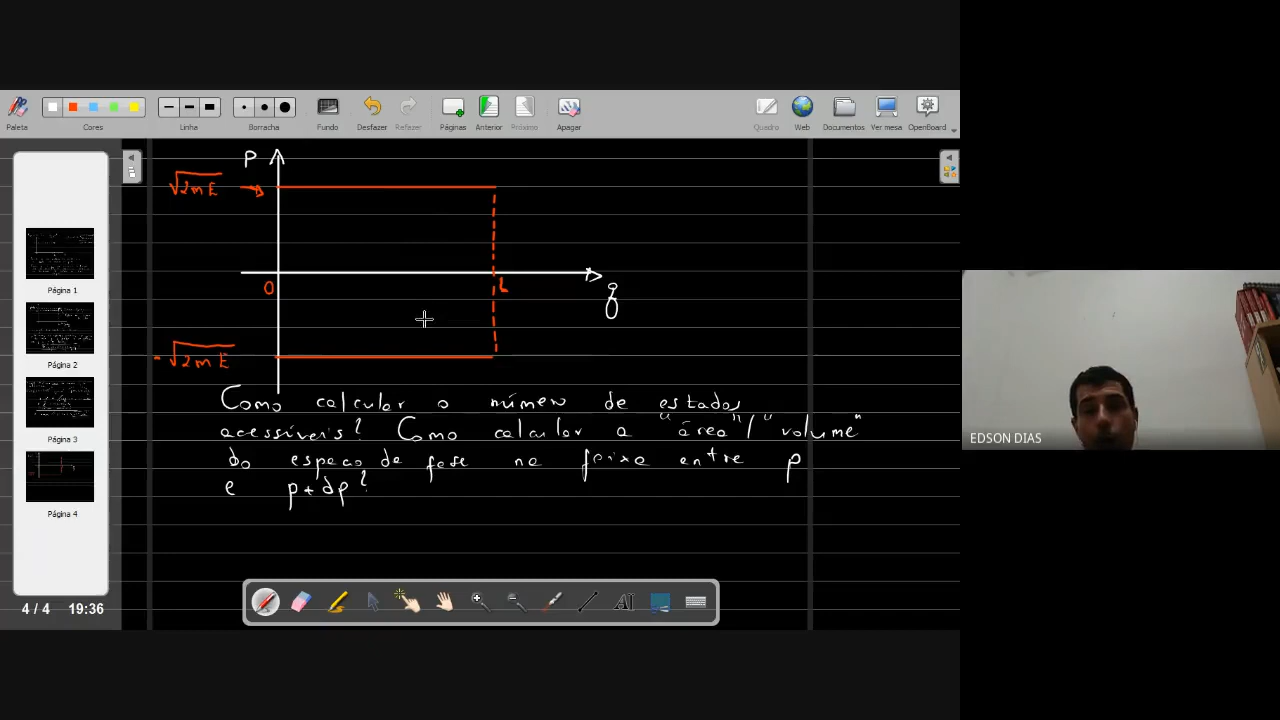 Paleta
Cores
Linha
Borracha
Fundo
Desfazer
Refazer
Páginas
Anterior
Próximo
Apagar
Quadro
Web
Documentos
Ver mesa
OpenBoard
P
√2mE
0
L
q
-√2mE
Como calcular o número de estados
acessíveis? Como calcular a "área"/"volume"
do espaço de fase na faixa entre p
e p+dp?
Página 1
Página 2
Página 3
Página 4
4 / 4 19:36
EDSON DIAS